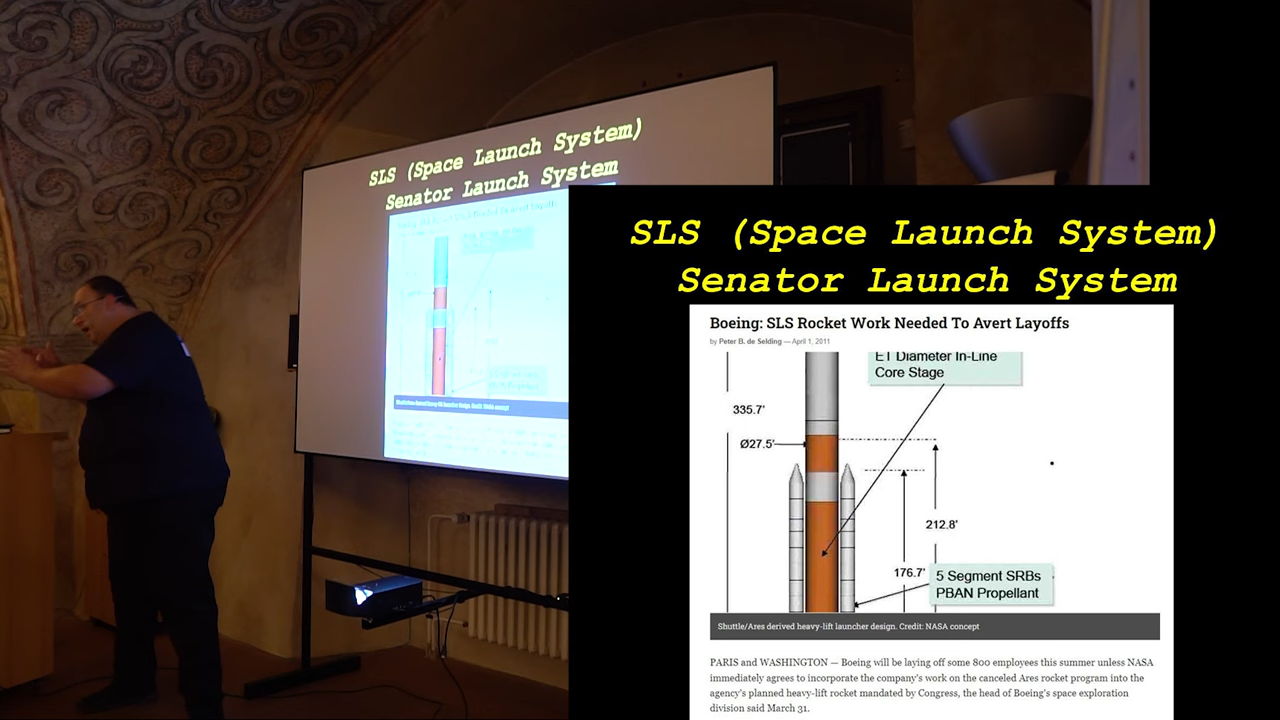 SLS (Space Launch System)
Senator Launch System
SLS (Space Launch System)
Senator Launch System
Boeing: SLS Rocket Work Needed To Avert Layoffs
by Peter B. de Selding — April 1, 2011
ET Diameter In-Line
Core Stage
335.7'
Ø27.5'
212.8'
176.7'
5 Segment SRBs
PBAN Propellant
Shuttle/Ares derived heavy-lift launcher design. Credit: NASA concept
PARIS and WASHINGTON — Boeing will be laying off some 800 employees this summer unless NASA
immediately agrees to incorporate the company's work on the canceled Ares rocket program into the
agency's planned heavy-lift rocket mandated by Congress, the head of Boeing's space exploration
division said March 31.